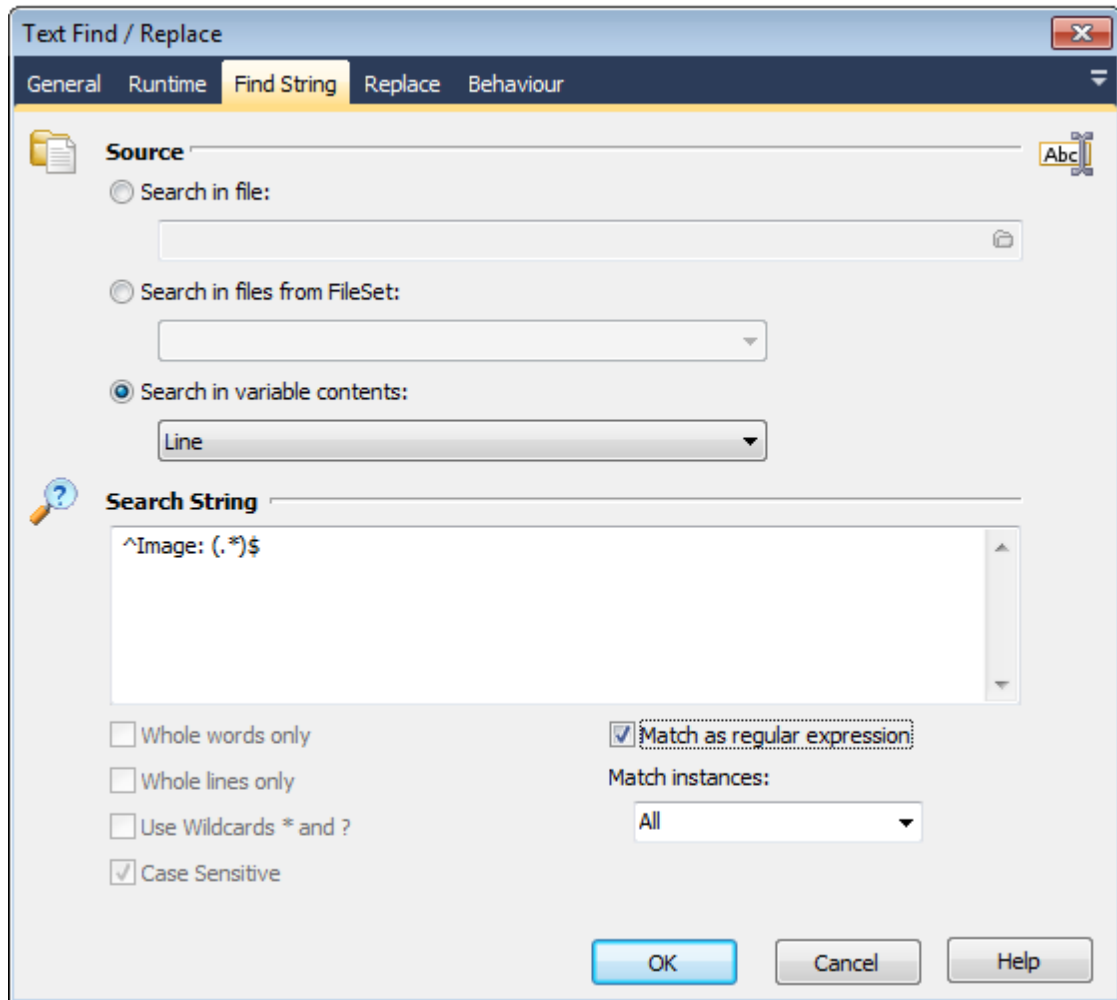 Text Find / Replace
General Runtime Find String Replace Behaviour
Source
Abc
Search in file:
Search in files from FileSet:
Search in variable contents:
Line
Search String
^Image: (.*)$
Whole words only
Match as regular expression
Whole lines only
Match instances:
Use Wildcards * and ?
All
Case Sensitive
OK Cancel Help